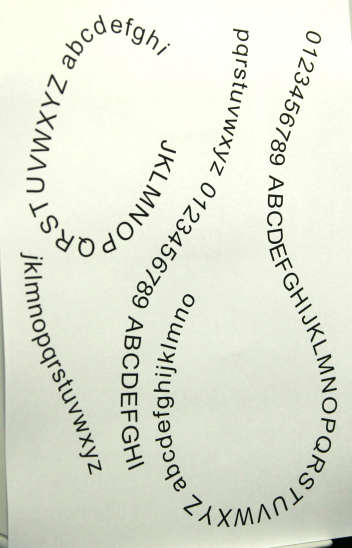 0123456789 ABCDEFGHIJKLMNOPQRSTUVWXYZ abcdefghijklmno
pqrstuvwxyz 0123456789 ABCDEFGHI
JKLMNOPQRSTUVWXYZ abcdefghi
jklmnopqrstuvwxyz